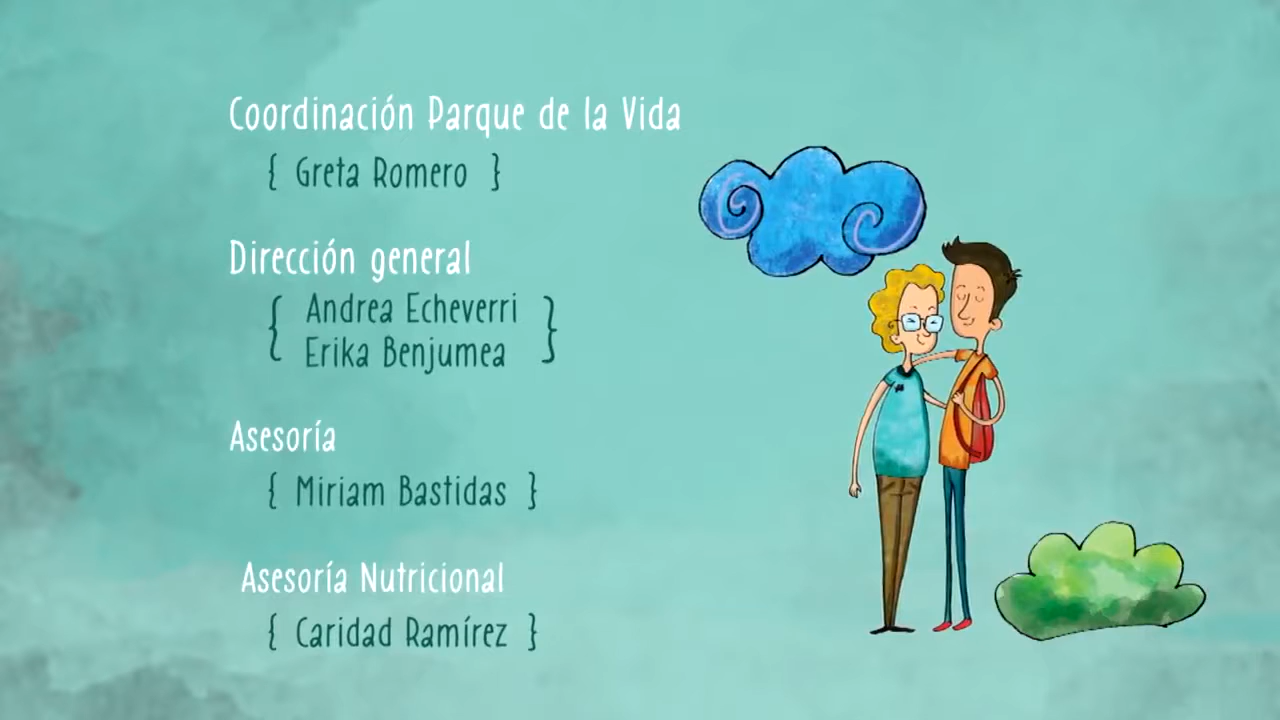 Coordinación Parque de la Vida
{ Greta Romero }
Dirección general
{ Andrea Echeverri
Erika Benjumea }
Asesoría
{ Miriam Bastidas }
Asesoría Nutricional
{ Caridad Ramírez }